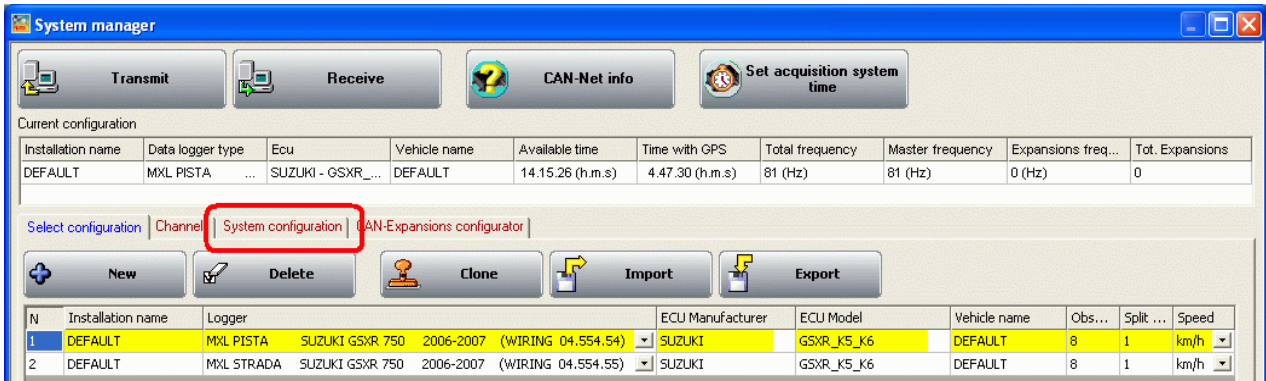 System manager
Transmit Receive CAN-Net info Set acquisition system time
Current configuration
Installation name Data logger type Ecu Vehicle name Available time Time with GPS Total frequency Master frequency Expansions freq... Tot. Expansions
DEFAULT MXL PISTA ... SUZUKI - GSXR_... DEFAULT 14.15.26 (h.m.s) 4.47.30 (h.m.s) 81 (Hz) 81 (Hz) 0 (Hz) 0
Select configuration Channel System configuration CAN-Expansions configurator
New Delete Clone Import Export
N Installation name Logger ECU Manufacturer ECU Model Vehicle name Obs... Split ... Speed
1 DEFAULT MXL PISTA SUZUKI GSXR 750 2006-2007 (WIRING 04.554.54) SUZUKI GSXR_K5_K6 DEFAULT 8 1 km/h
2 DEFAULT MXL STRADA SUZUKI GSXR 750 2006-2007 (WIRING 04.554.55) SUZUKI GSXR_K5_K6 DEFAULT 8 1 km/h